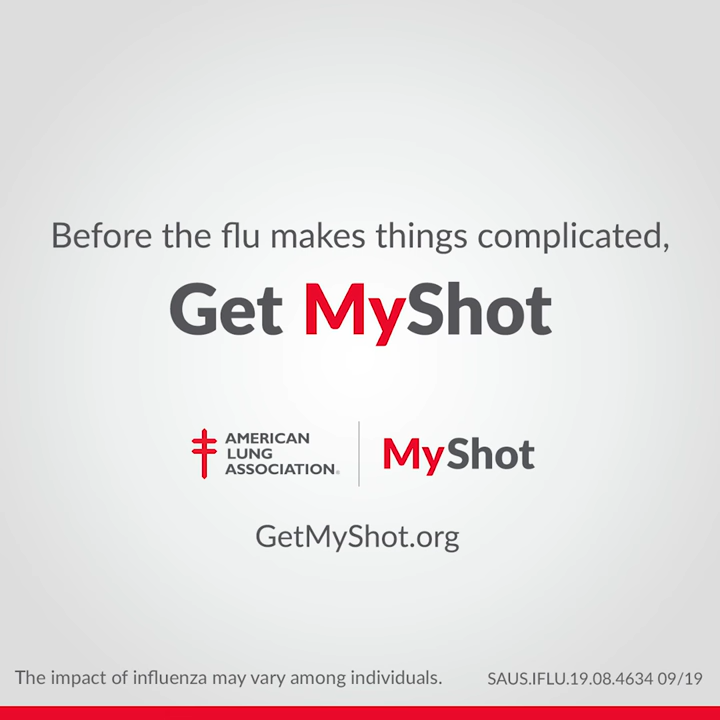 Before the flu makes things complicated,
Get MyShot
AMERICAN
LUNG
ASSOCIATION®
MyShot
GetMyShot.org
The impact of influenza may vary among individuals.
SAUS.IFLU.19.08.4634 09/19